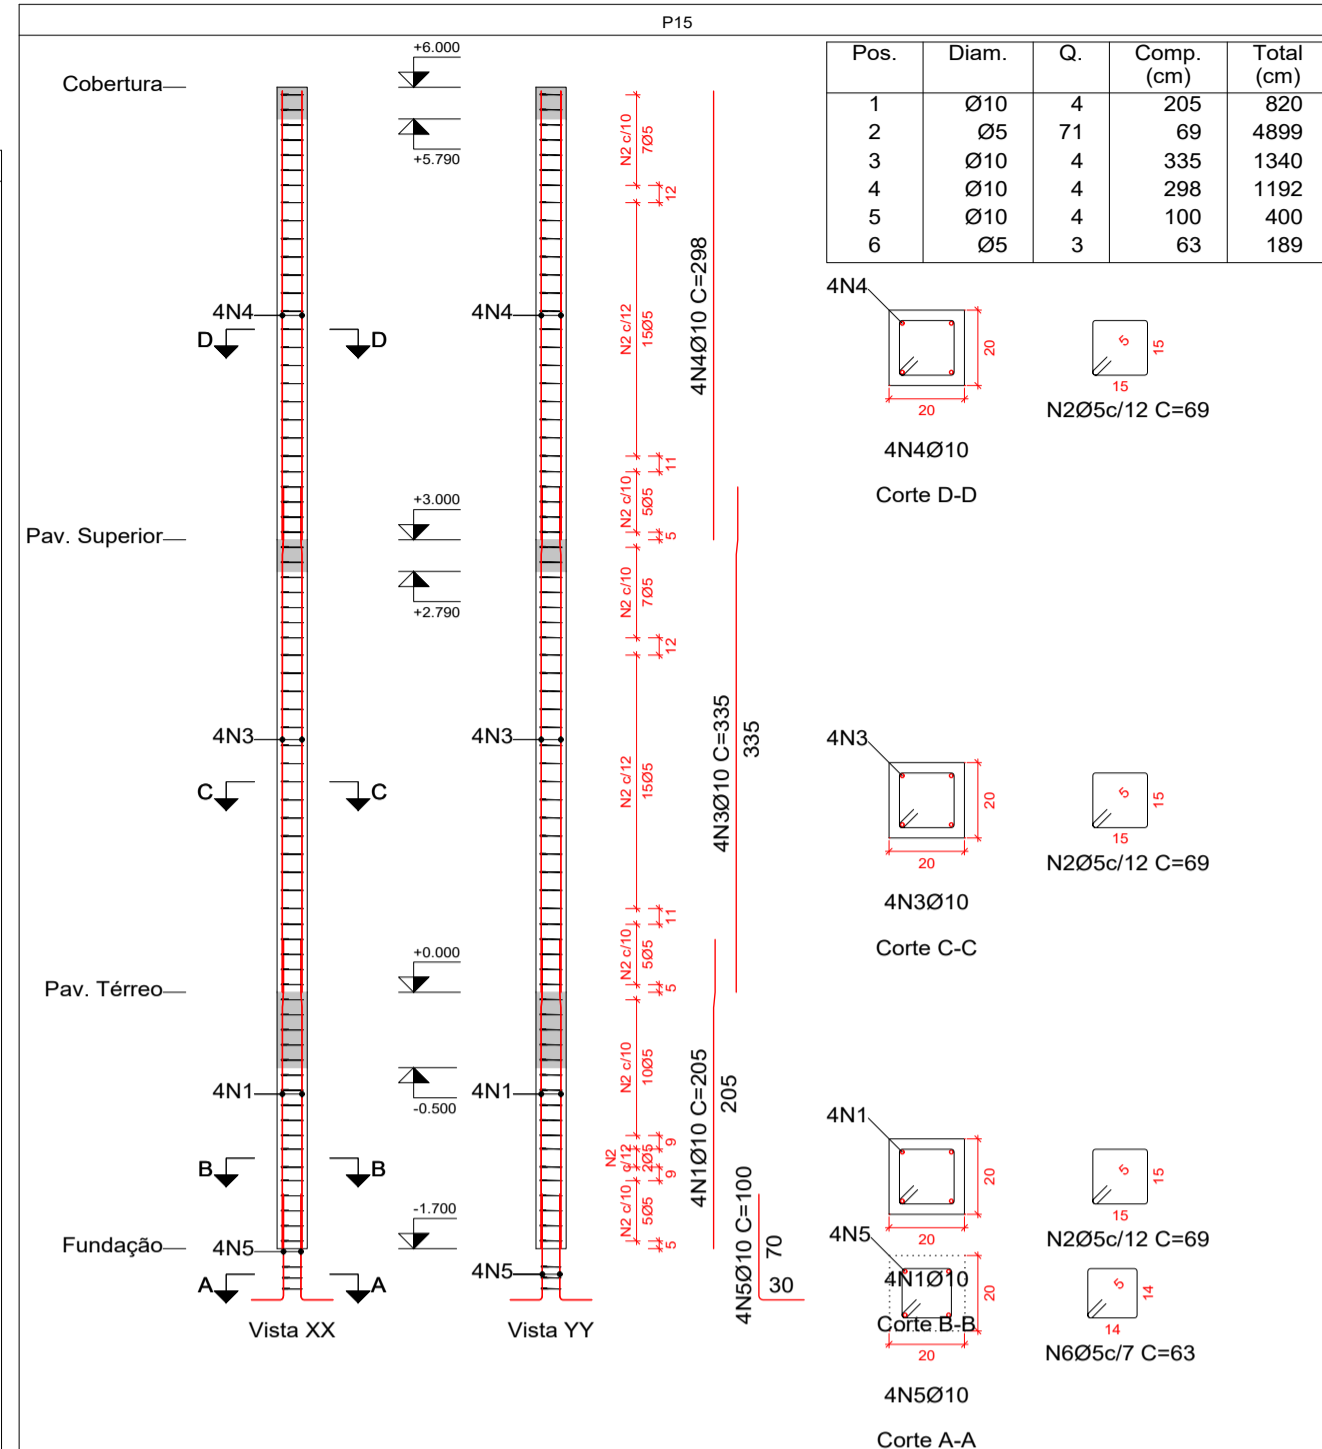 P15
Pos. Diam. Q. Comp. (cm) Total (cm)
1 Ø10 4 205 820
2 Ø5 71 69 4899
3 Ø10 4 335 1340
4 Ø10 4 298 1192
5 Ø10 4 100 400
6 Ø5 3 63 189
Cobertura
+6.000
+5.790
N2 c/10
7Ø5
12
4N4
D D
4N4
N2 c/12
15Ø5
4N4Ø10 C=298
11
N2 c/10
5Ø5
5
Pav. Superior
+3.000
+2.790
N2 c/10
7Ø5
12
4N3
C C
4N3
N2 c/12
15Ø5
4N3Ø10 C=335
335
11
N2 c/10
5Ø5
5
Pav. Térreo
+0.000
-0.500
N2 c/10
10Ø5
4N1
4N1
4N1Ø10 C=205
205
9
N2
c/12
2Ø5
9
B B
N2 c/10
5Ø5
5
Fundação
-1.700
4N5
4N5
A A
4N5Ø10 C=100
70
30
Vista XX
Vista YY
4N4
20
20
5
15
15
N2Ø5c/12 C=69
4N4Ø10
Corte D-D
4N3
20
20
5
15
15
N2Ø5c/12 C=69
4N3Ø10
Corte C-C
4N1
20
20
5
15
15
N2Ø5c/12 C=69
4N1Ø10
Corte B-B
4N5
20
20
5
14
14
N6Ø5c/7 C=63
4N5Ø10
Corte A-A